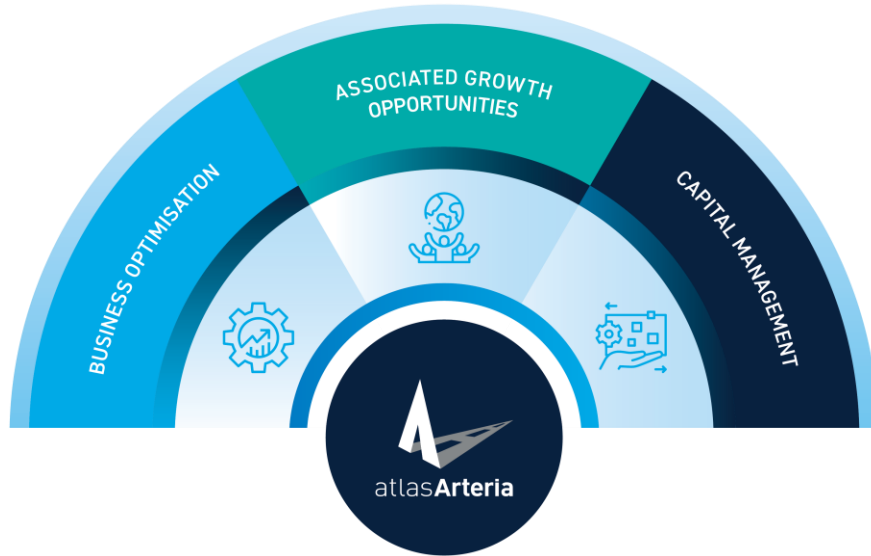 BUSINESS OPTIMISATION
ASSOCIATED GROWTH
OPPORTUNITIES
CAPITAL MANAGEMENT
atlasArteria